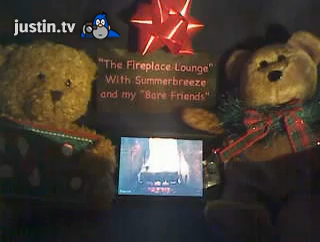 justin.tv
"The Fireplace Lounge"
With Summerbreeze
and my "Bare Friends"